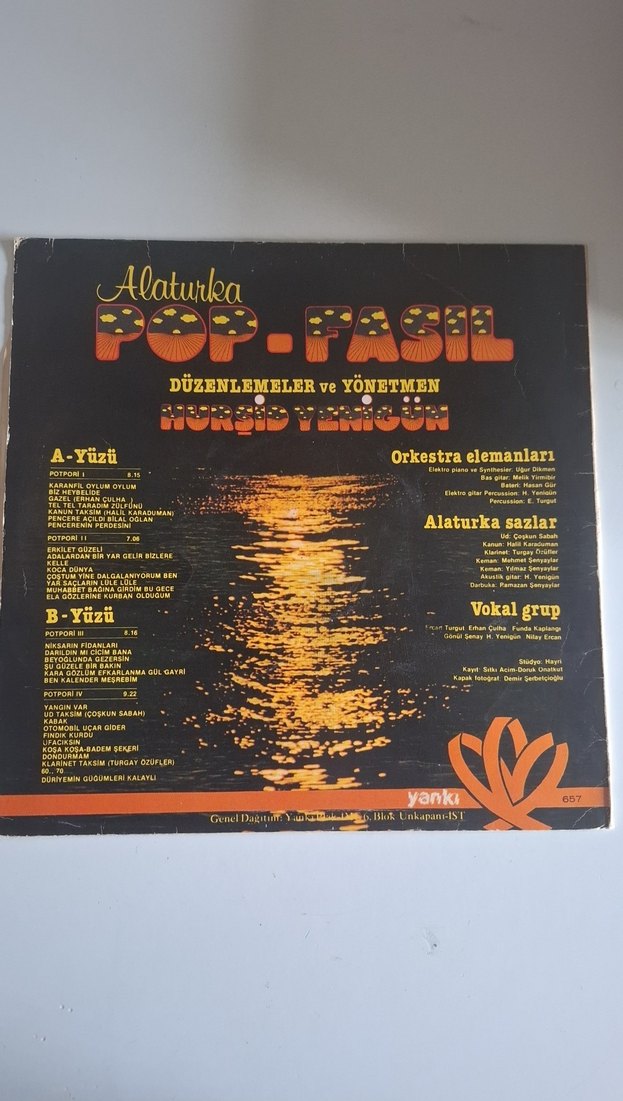 Alaturka
POP-FASIL
DÜZENLEMELER ve YÖNETMEN
HURŞİD YENİGÜN
A-Yüzü
POTPORİ I 8.15
KARANFİL OYLUM OYLUM
BİZ HEYBELİDE
GAZEL (ERHAN ÇULHA )
TEL TEL TARADIM ZÜLFÜNÜ
KANUN TAKSİM (HALİL KARADUMAN)
PENCERE AÇILDI BİLAL OĞLAN
PENCERENİN PERDESİNİ
POTPORİ II 7.06
ERKİLET GÜZELİ
ADALARDAN BİR YAR GELİR BİZLERE
KELLE
KOCA DÜNYA
COŞTUM YİNE DALGALANIYORUM BEN
YAR SAÇLARIN LÜLE LÜLE
MUHABBET BAĞINA GİRDİM BU GECE
ELA GÖZLERİNE KURBAN OLDUĞUM
B-Yüzü
POTPORİ III 8.16
NİKSARIN FİDANLARI
DARILDIN MI CİCİM BANA
BEYOĞLUNDA GEZERSİN
ŞU GÜZELE BİR BAKIN
KARA GÖZLÜM EFKARLANMA GÜL GAYRİ
BEN KALENDER MEŞREBİM
POTPORİ IV 9.22
YANGIN VAR
UD TAKSİM (ÇOŞKUN SABAH)
KABAK
OTOMOBİL UÇAR GİDER
FINDIK KURDU
UFACIKSIN
KOŞA KOŞA-BADEM ŞEKERİ
DONDURMAM
KLARİNET TAKSİM (TURGAY ÖZÜFLER)
60., 70.
DÜRİYEMİN GÜĞÜMLERİ KALAYLI
Orkestra elemanları
Elektro piano ve Synthesier: Uğur Dikmen
Bas gitar: Melik Yirmibir
Bateri: Hasan Gür
Elektro gitar Percussion: H. Yenigün
Percussion: E. Turgut
Alaturka sazlar
Ud: Çoşkun Sabah
Kanun: Halil Karaduman
Klarinet: Turgay Özüfler
Keman: Mehmet Şenyaylar
Keman: Yılmaz Şenyaylar
Akustik gitar: H. Yenigün
Darbuka: Ramazan Şenyaylar
Vokal grup
Ercan Turgut Erhan Çulha Funda Kaplangı
Gönül Şenay H. Yenigün Nilay Ercan
Stüdyo: Hayri
Kayıt: Sıtkı Acim-Doruk Onatkut
Kapak fotoğraf: Demir Şerbetçioğlu
yankı
657
Genel Dağıtım: Yankı Plak 6. Blok Unkapanı-İST